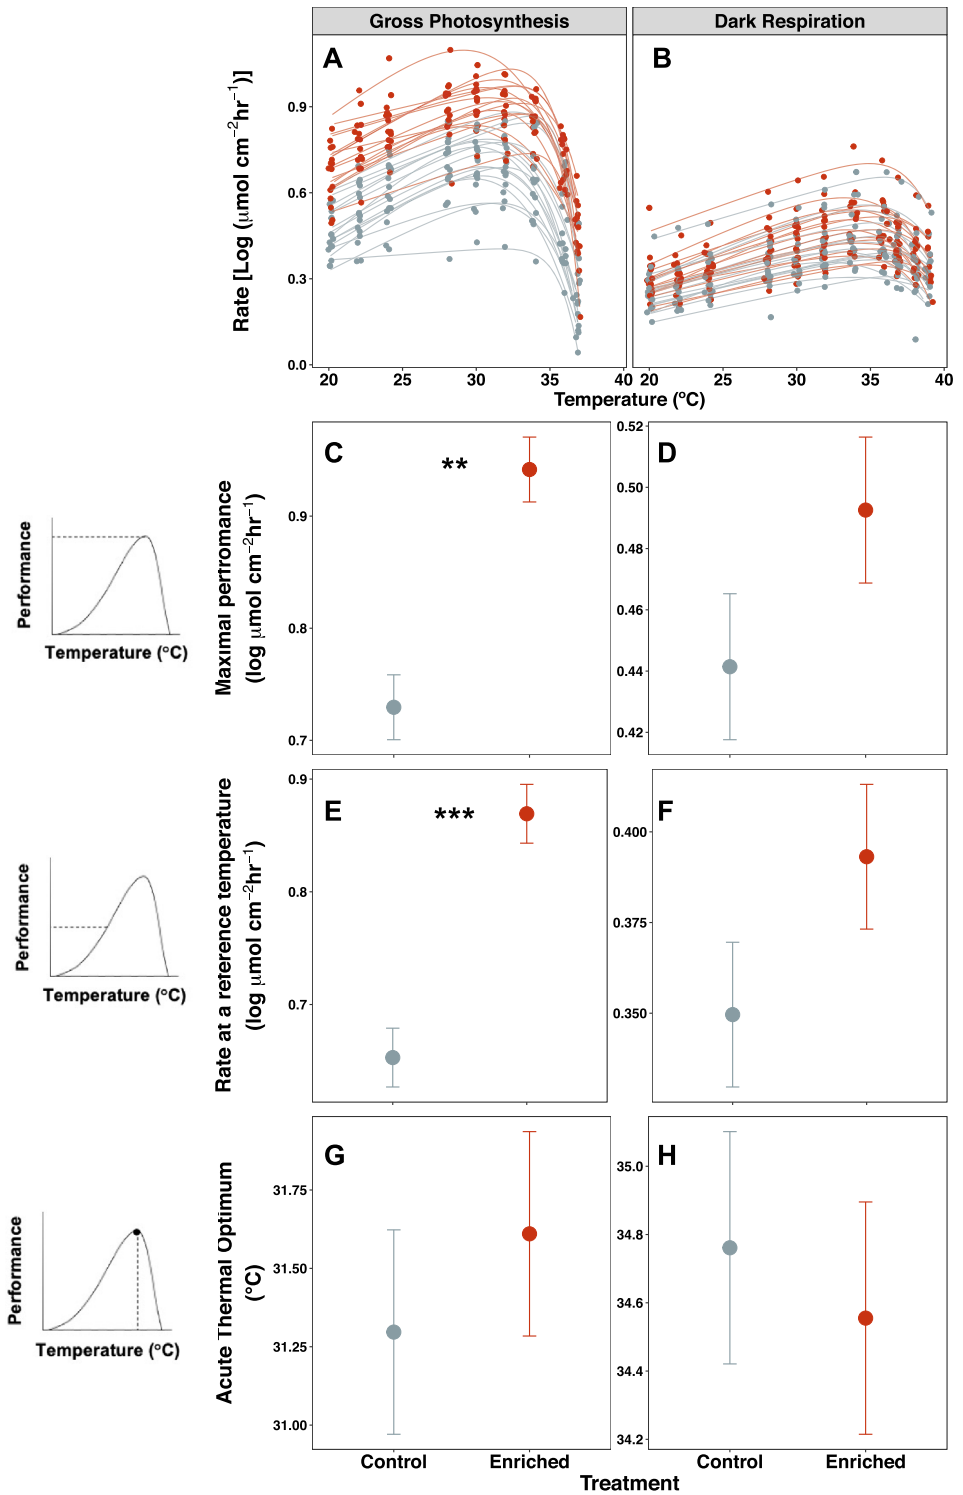 Gross Photosynthesis
Dark Respiration
A
B
Rate [Log (μmol cm−2hr−1)]
0.9
0.6
0.3
0.0
20
25
30
35
40
20
25
30
35
40
Temperature (ºC)
Performance
Temperature (°C)
Maximal pertromance
(log μmol cm−2hr−1)
C
**
0.9
0.8
0.7
D
0.52
0.50
0.48
0.46
0.44
0.42
Performance
Temperature (°C)
Rate at a reference temperature
(log μmol cm−2hr−1)
E
***
0.9
0.8
0.7
F
0.400
0.375
0.350
Performance
Temperature (°C)
Acute Thermal Optimum
(°C)
G
31.75
31.50
31.25
31.00
H
35.0
34.8
34.6
34.4
34.2
Control
Enriched
Control
Enriched
Treatment